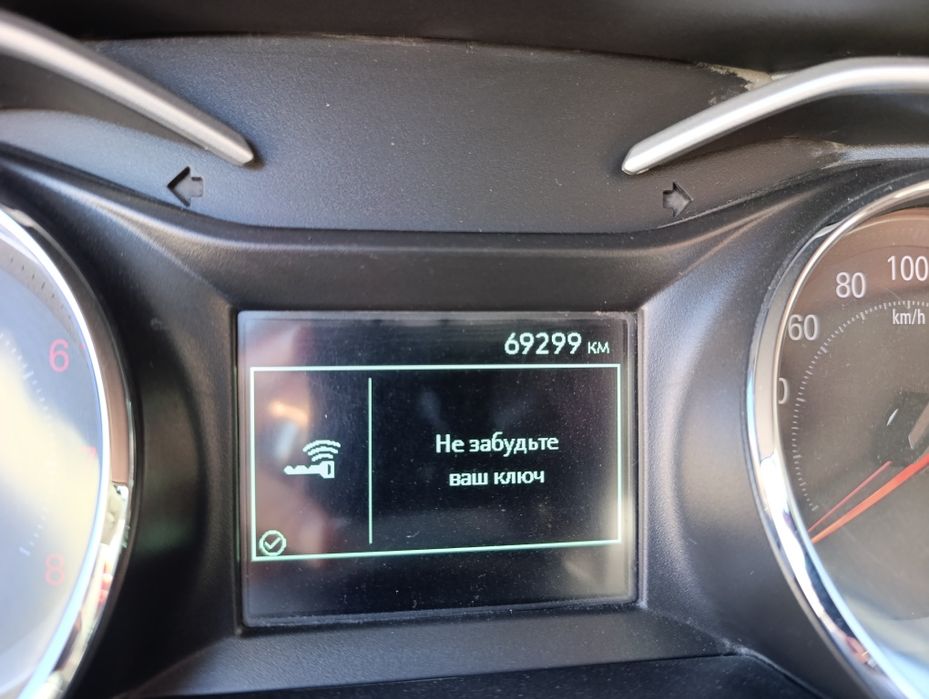 69299 км
Не забудьте
ваш ключ
6
8
60
80
100
km/h